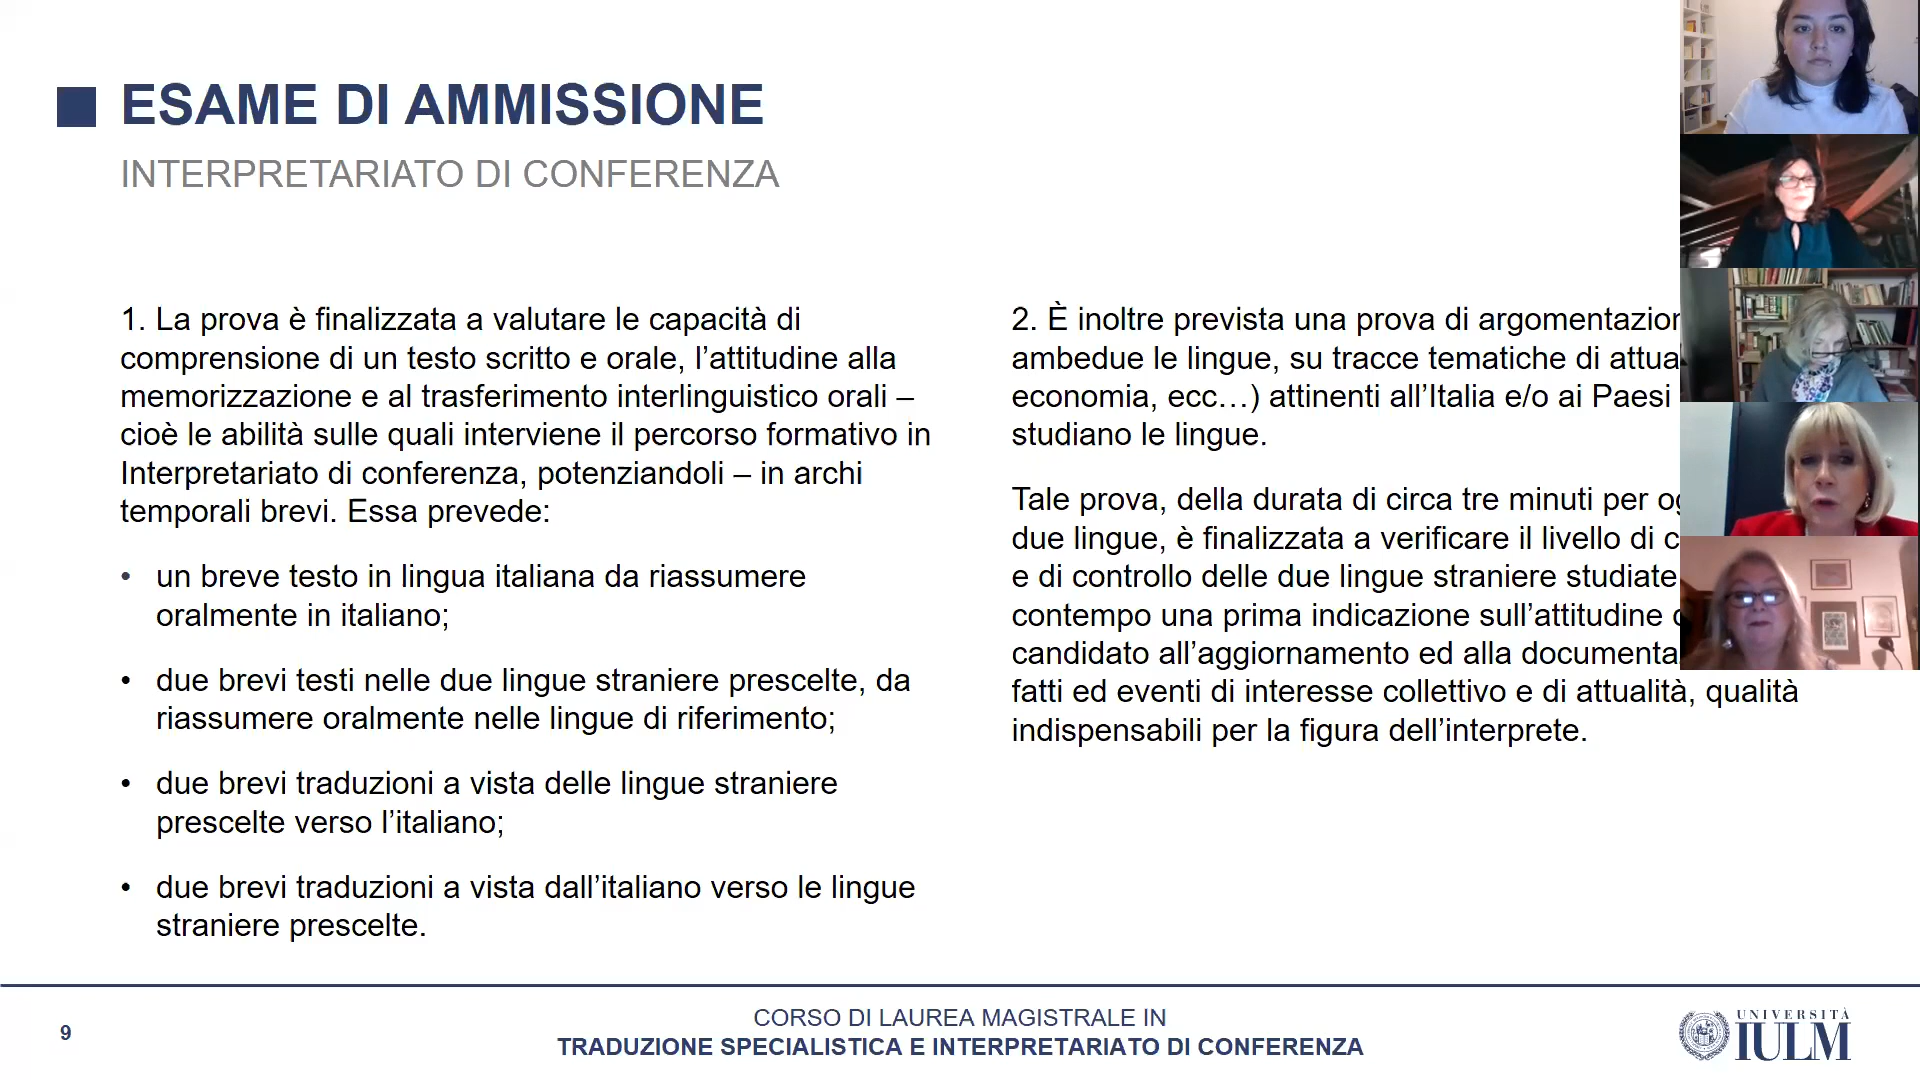 ESAME DI AMMISSIONE
INTERPRETARIATO DI CONFERENZA
1. La prova è finalizzata a valutare le capacità di
comprensione di un testo scritto e orale, l’attitudine alla
memorizzazione e al trasferimento interlinguistico orali –
cioè le abilità sulle quali interviene il percorso formativo in
Interpretariato di conferenza, potenziandoli – in archi
temporali brevi. Essa prevede:
• un breve testo in lingua italiana da riassumere
oralmente in italiano;
• due brevi testi nelle due lingue straniere prescelte, da
riassumere oralmente nelle lingue di riferimento;
• due brevi traduzioni a vista delle lingue straniere
prescelte verso l’italiano;
• due brevi traduzioni a vista dall’italiano verso le lingue
straniere prescelte.
2. È inoltre prevista una prova di
ambedue le lingue, su tracce tematiche di
economia, ecc…) attinenti all’Italia e/o ai Paesi
studiano le lingue.
Tale prova, della durata di circa tre minuti per
due lingue, è finalizzata a verificare il livello di
e di controllo delle due lingue straniere studiate
contempo una prima indicazione sull’attitudine
candidato all’aggiornamento ed alla
fatti ed eventi di interesse collettivo e di attualità, qualità
indispensabili per la figura dell’interprete.
9
CORSO DI LAUREA MAGISTRALE IN
TRADUZIONE SPECIALISTICA E INTERPRETARIATO DI CONFERENZA
UNIVERSITÀ
IULM